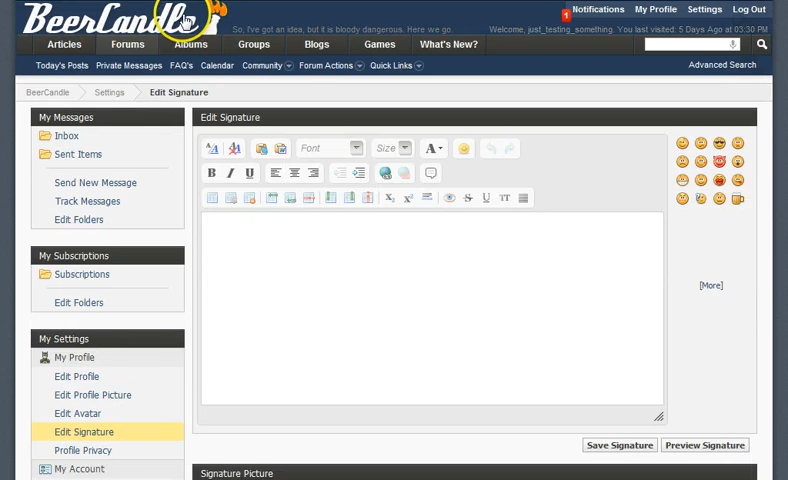 BeerCandle
1 Notifications My Profile Settings Log Out
So, I've got an idea, but it is bloody dangerous. Here we go.
Welcome, just_testing_something. You last visited: 5 Days Ago at 03:30 PM
Articles Forums Albums Groups Blogs Games What's New?
Today's Posts Private Messages FAQ's Calendar Community Forum Actions Quick Links Advanced Search
BeerCandle Settings Edit Signature
My Messages
Inbox
Sent Items
Send New Message
Track Messages
Edit Folders
My Subscriptions
Subscriptions
Edit Folders
My Settings
My Profile
Edit Profile
Edit Profile Picture
Edit Avatar
Edit Signature
Profile Privacy
My Account
Edit Signature
Font Size A
B I U
TT
[More]
Save Signature Preview Signature
Signature Picture